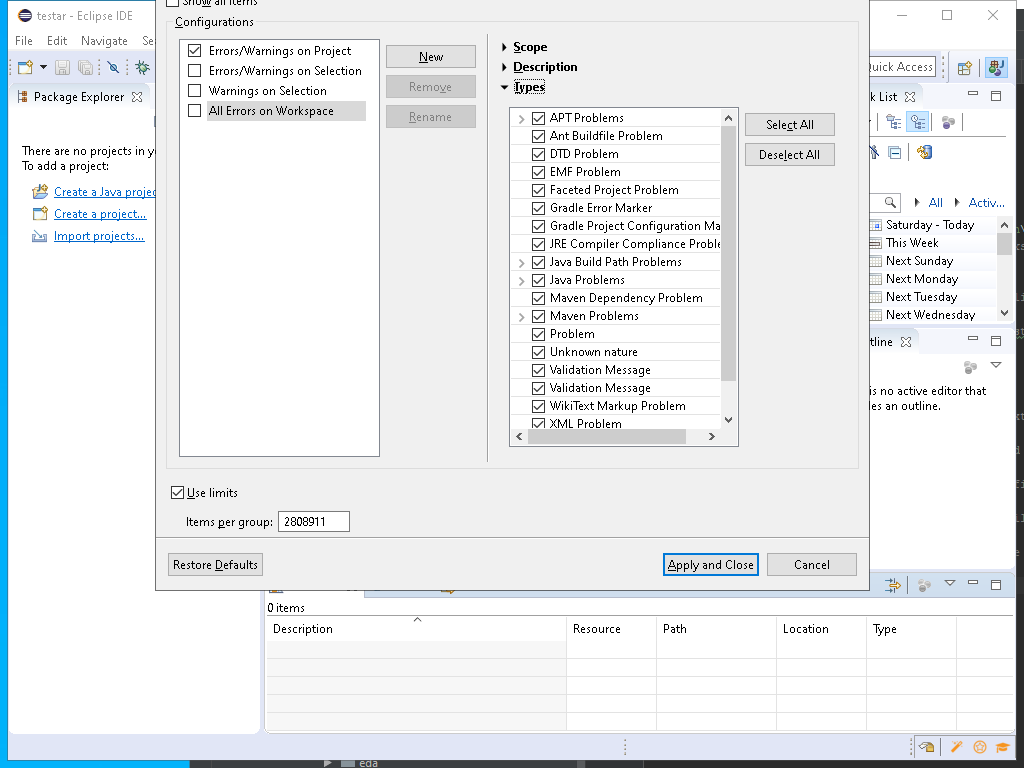 testar - Eclipse IDE
Show all items
File Edit Navigate Se
Configurations
Errors/Warnings on Project
Errors/Warnings on Selection
Warnings on Selection
All Errors on Workspace
New
Remove
Rename
Scope
Description
Types
APT Problems
Ant Buildfile Problem
DTD Problem
EMF Problem
Faceted Project Problem
Gradle Error Marker
Gradle Project Configuration Ma
JRE Compiler Compliance Proble
Java Build Path Problems
Java Problems
Maven Dependency Problem
Maven Problems
Problem
Unknown nature
Validation Message
Validation Message
WikiText Markup Problem
XML Problem
Select All
Deselect All
Use limits
Items per group: 2808911
Restore Defaults
Apply and Close
Cancel
Package Explorer
There are no projects in y
To add a project:
Create a Java projec
Create a project...
Import projects...
Quick Access
k List
All
Activ...
Saturday - Today
This Week
Next Sunday
Next Monday
Next Tuesday
Next Wednesday
tline
is no active editor that
des an outline.
0 items
Description Resource Path Location Type
eda